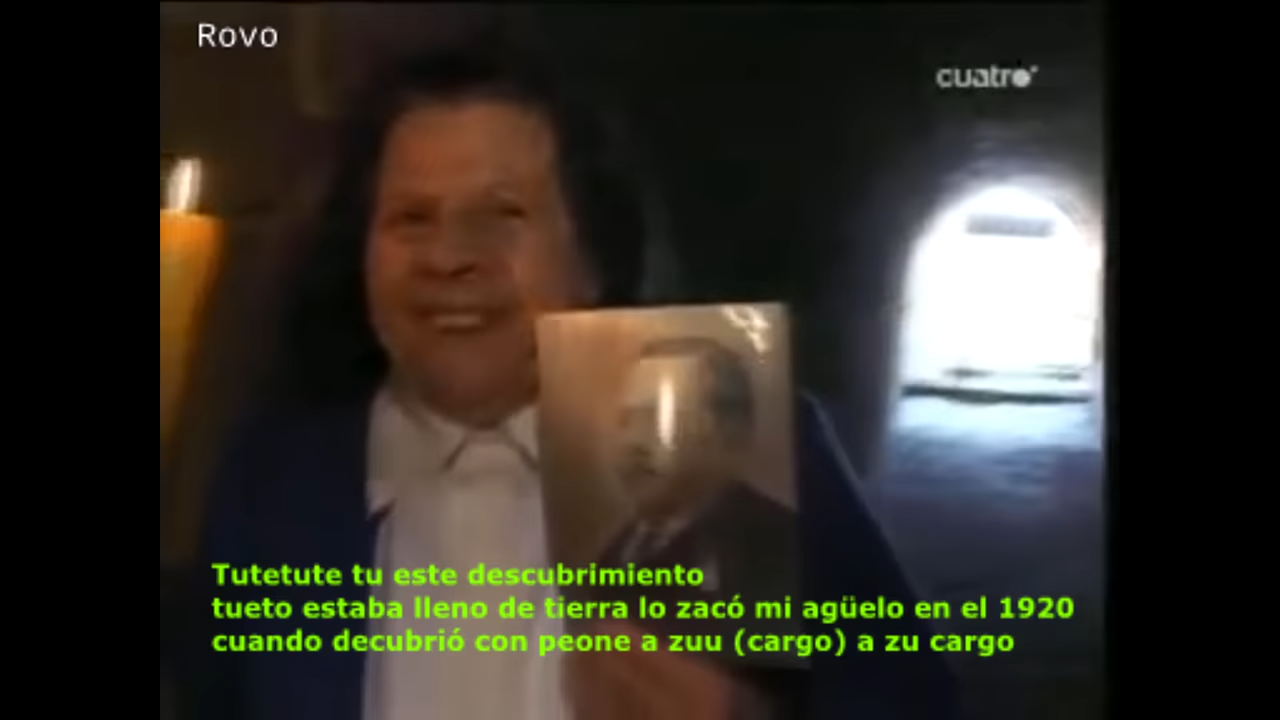 Rovo
cuatro
Tutetute tu este descubrimiento
tueto estaba lleno de tierra lo zacó mi agüelo en el 1920
cuando decubrió con peone a zuu (cargo) a zu cargo